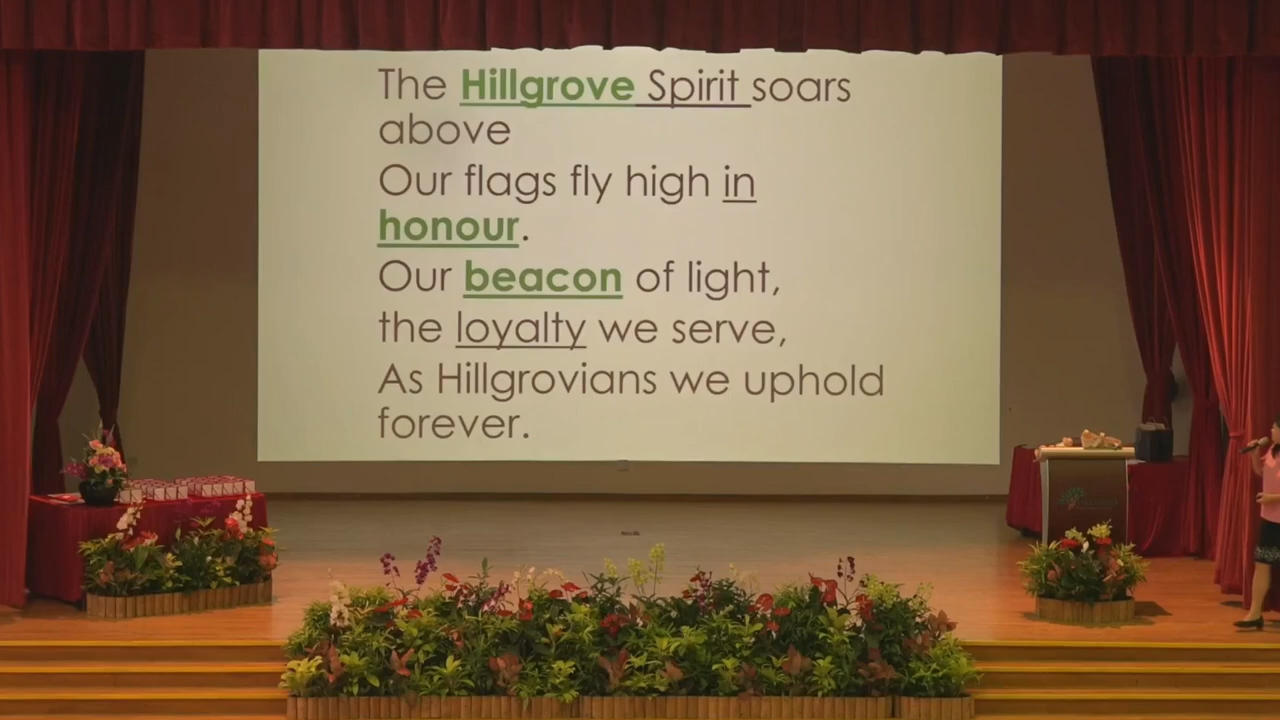 The Hillgrove Spirit soars
above
Our flags fly high in
honour.
Our beacon of light,
the loyalty we serve,
As Hillgrovians we uphold
forever.